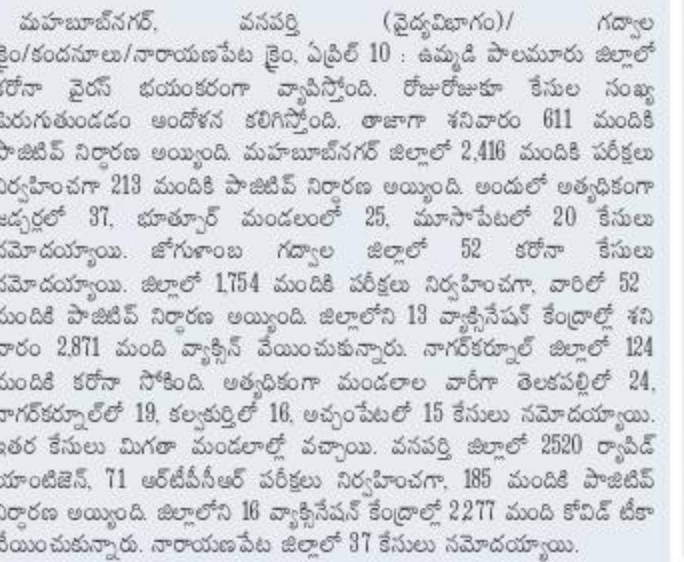 మహబూబ్‌నగర్, వనపర్తి (వైద్యవిభాగం)/ గద్వాల
క్రైం/కందనూలు/నారాయణపేట క్రైం, ఏప్రిల్ 10 : ఉమ్మడి పాలమూరు జిల్లాలో
కరోనా వైరస్ భయంకరంగా వ్యాపిస్తోంది. రోజురోజుకూ కేసుల సంఖ్య
పెరుగుతుండడం ఆందోళన కలిగిస్తోంది. తాజాగా శనివారం 611 మందికి
పాజిటివ్ నిర్ధారణ అయ్యింది. మహబూబ్‌నగర్ జిల్లాలో 2,416 మందికి పరీక్షలు
నిర్వహించగా 213 మందికి పాజిటివ్ నిర్ధారణ అయ్యింది. అందులో అత్యధికంగా
జడ్చర్లలో 37, భూత్పూర్ మండలంలో 25, మూసాపేటలో 20 కేసులు
నమోదయ్యాయి. జోగుళాంబ గద్వాల జిల్లాలో 52 కరోనా కేసులు
నమోదయ్యాయి. జిల్లాలో 1,754 మందికి పరీక్షలు నిర్వహించగా, వారిలో 52
మందికి పాజిటివ్ నిర్ధారణ అయ్యింది. జిల్లాలోని 13 వ్యాక్సినేషన్ కేంద్రాల్లో శని
వారం 2,871 మంది వ్యాక్సిన్ వేయించుకున్నారు. నాగర్‌కర్నూల్ జిల్లాలో 124
మందికి కరోనా సోకింది. అత్యధికంగా మండలాల వారీగా తెలకపల్లిలో 24,
నాగర్‌కర్నూల్‌లో 19, కల్వకుర్తిలో 16, అచ్చంపేటలో 15 కేసులు నమోదయ్యాయి.
ఇతర కేసులు మిగతా మండలాల్లో వచ్చాయి. వనపర్తి జిల్లాలో 2520 ర్యాపిడ్
యాంటిజెన్, 71 ఆర్‌టీపీసీఆర్ పరీక్షలు నిర్వహించగా, 185 మందికి పాజిటివ్
నిర్ధారణ అయ్యింది. జిల్లాలోని 16 వ్యాక్సినేషన్ కేంద్రాల్లో 2277 మంది కోవిడ్ టీకా
వేయించుకున్నారు. నారాయణపేట జిల్లాలో 37 కేసులు నమోదయ్యాయి.